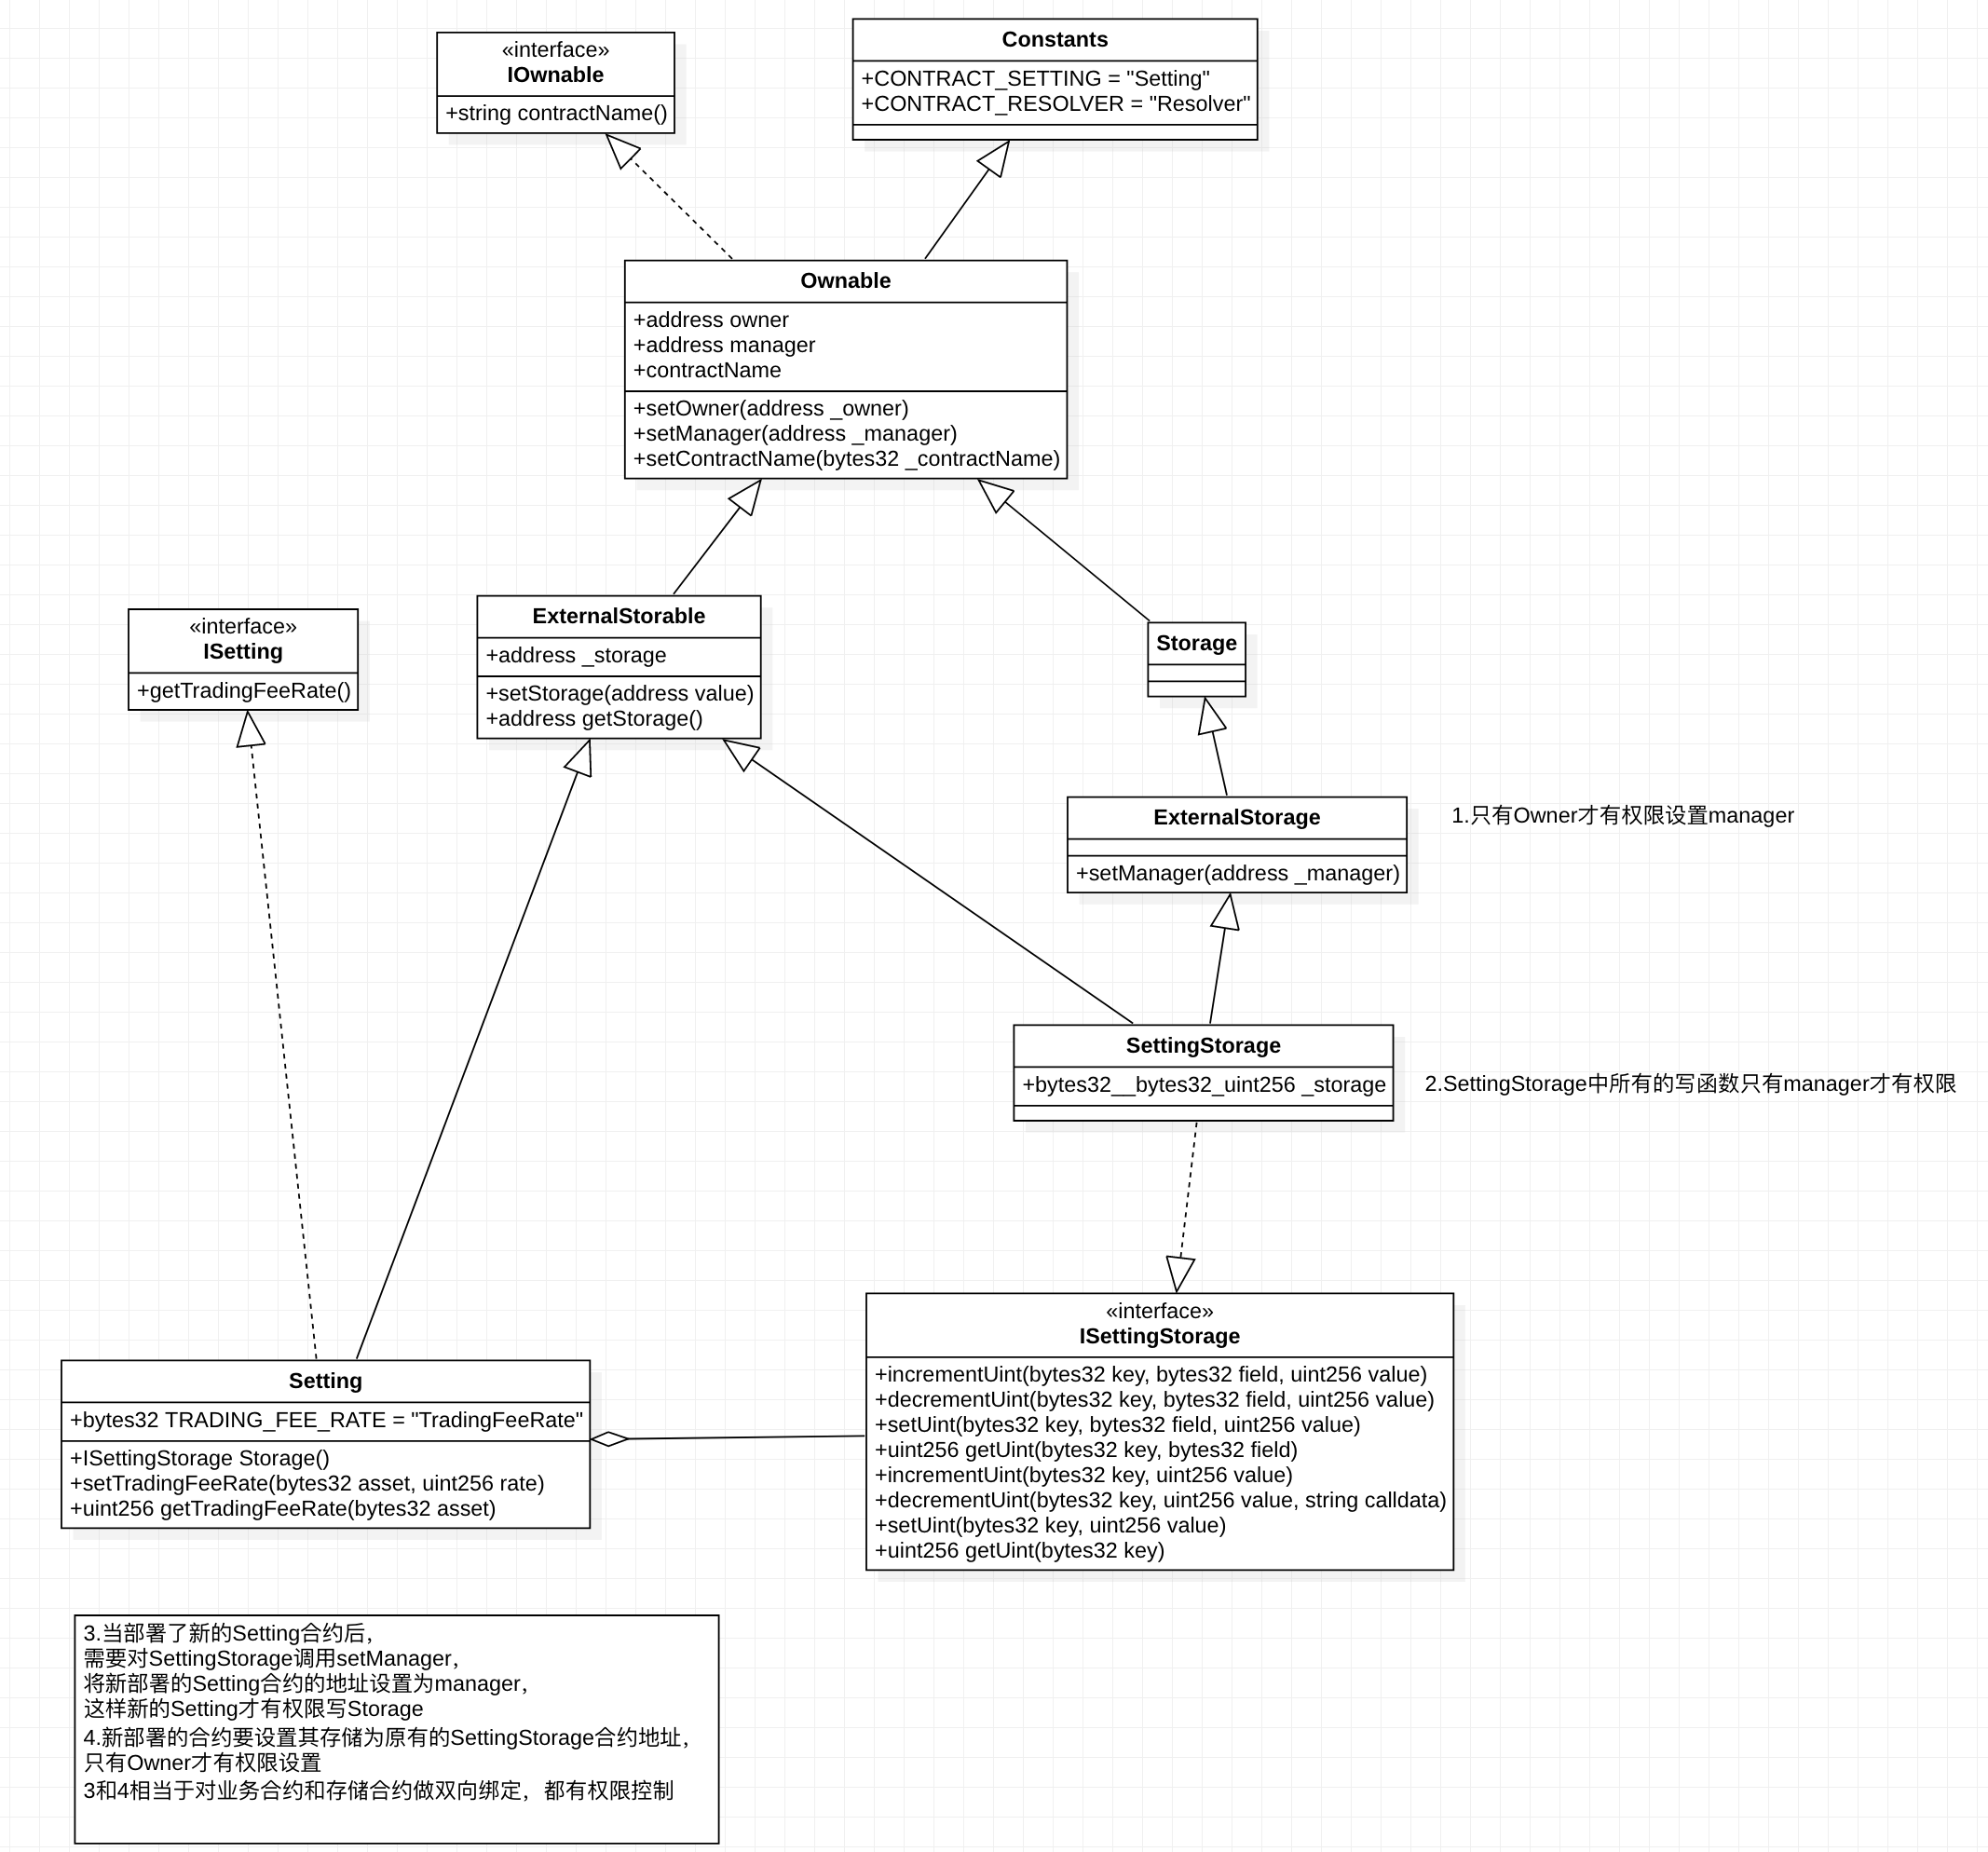 «interface»
IOwnable
+string contractName()
Constants
+CONTRACT_SETTING = "Setting"
+CONTRACT_RESOLVER = "Resolver"
Ownable
+address owner
+address manager
+contractName
+setOwner(address _owner)
+setManager(address _manager)
+setContractName(bytes32 _contractName)
«interface»
ISetting
+getTradingFeeRate()
ExternalStorable
+address _storage
+setStorage(address value)
+address getStorage()
Storage
ExternalStorage
+setManager(address _manager)
1.只有Owner才有权限设置manager
SettingStorage
+bytes32__bytes32_uint256 _storage
2.SettingStorage中所有的写函数只有manager才有权限
«interface»
ISettingStorage
+incrementUint(bytes32 key, bytes32 field, uint256 value)
+decrementUint(bytes32 key, bytes32 field, uint256 value)
+setUint(bytes32 key, bytes32 field, uint256 value)
+uint256 getUint(bytes32 key, bytes32 field)
+incrementUint(bytes32 key, uint256 value)
+decrementUint(bytes32 key, uint256 value, string calldata)
+setUint(bytes32 key, uint256 value)
+uint256 getUint(bytes32 key)
Setting
+bytes32 TRADING_FEE_RATE = "TradingFeeRate"
+ISettingStorage Storage()
+setTradingFeeRate(bytes32 asset, uint256 rate)
+uint256 getTradingFeeRate(bytes32 asset)
3.当部署了新的Setting合约后，
需要对SettingStorage调用setManager，
将新部署的Setting合约的地址设置为manager，
这样新的Setting才有权限写Storage
4.新部署的合约要设置其存储为原有的SettingStorage合约地址，
只有Owner才有权限设置
3和4相当于对业务合约和存储合约做双向绑定，都有权限控制